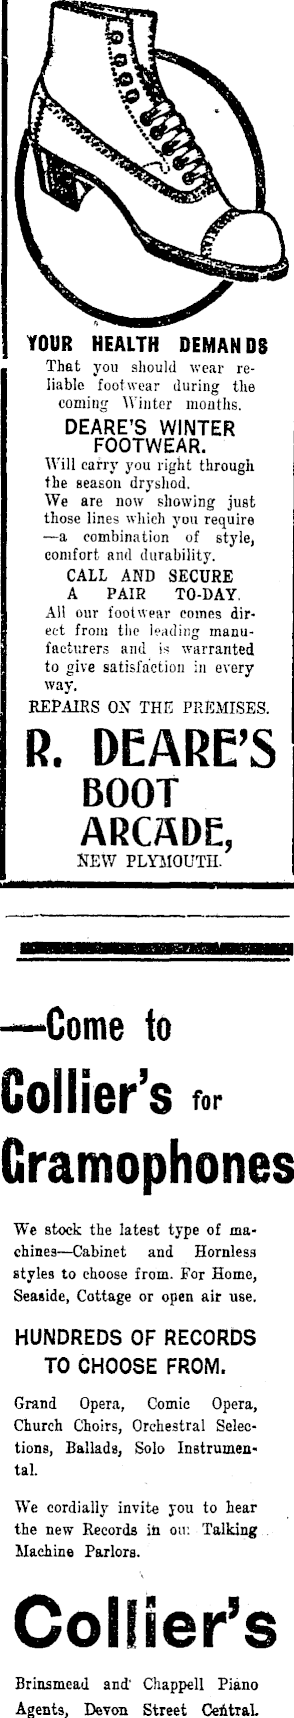 YOUR HEALTH DEMANDS
That you should wear re-
liable footwear during the
coming Winter months.
DEARE'S WINTER
FOOTWEAR.
Will carry you right through
the season dryshod.
We are now showing just
those lines which you require
—a combination of style,
comfort and durability.
CALL AND SECURE
A PAIR TO-DAY.
All our footwear comes dir-
ect from the leading manu-
facturers and is warranted
to give satisfaction in every
way.
REPAIRS ON THE PREMISES.
R. DEARE'S
BOOT
ARCADE,
NEW PLYMOUTH.
—Come to
Collier's for
Gramophones
We stock the latest type of ma-
chines—Cabinet and Hornless
styles to choose from. For Home,
Seaside, Cottage or open air use.
HUNDREDS OF RECORDS
TO CHOOSE FROM.
Grand Opera, Comic Opera,
Church Choirs, Orchestral Selec-
tions, Ballads, Solo Instrumen-
tal.
We cordially invite you to hear
the new Records in our Talking
Machine Parlors.
Collier's
Brinsmead and Chappell Piano
Agents, Devon Street Central.